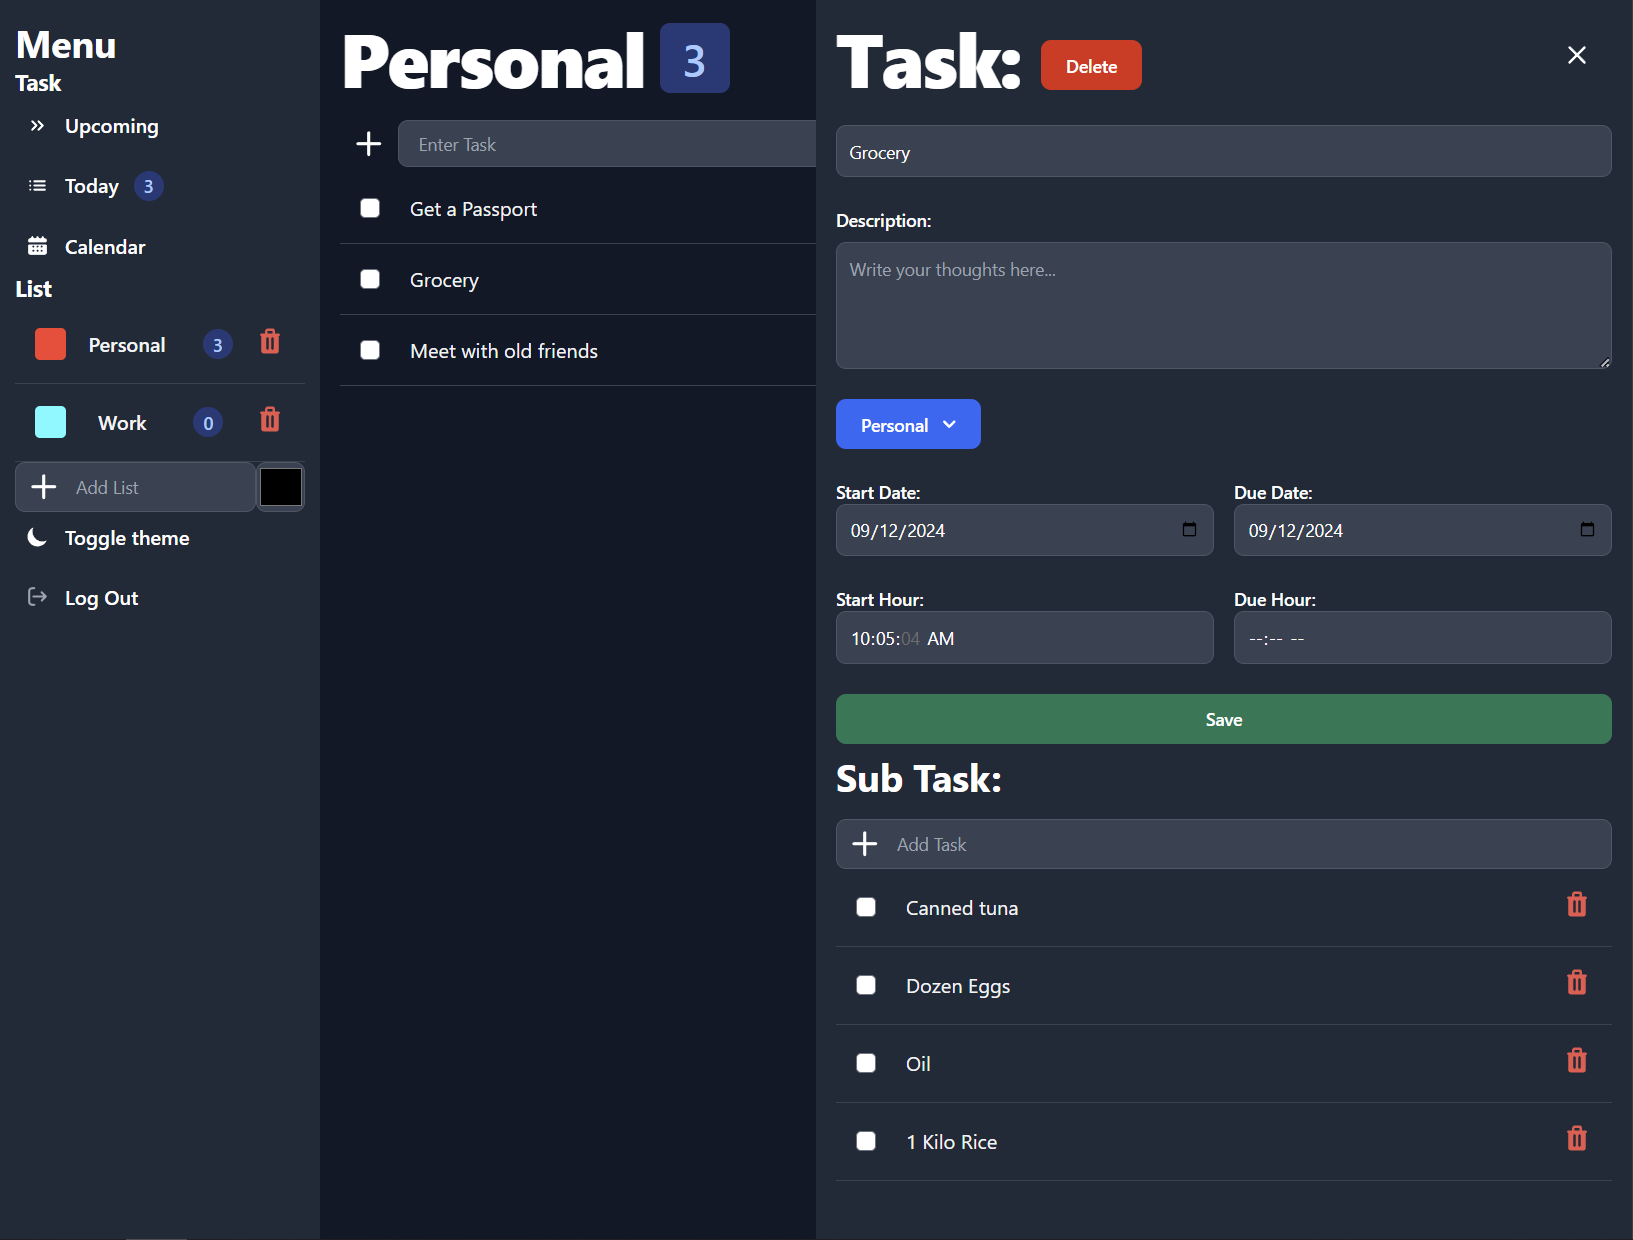 Menu
Task
Upcoming
Today 3
Calendar
List
Personal 3
Work 0
Add List
Toggle theme
Log Out
Personal 3
Enter Task
Get a Passport
Grocery
Meet with old friends
Task: Delete
Grocery
Description:
Write your thoughts here...
Personal
Start Date: Due Date:
09/12/2024 09/12/2024
Start Hour: Due Hour:
10:05:04 AM --:-- --
Save
Sub Task:
Add Task
Canned tuna
Dozen Eggs
Oil
1 Kilo Rice